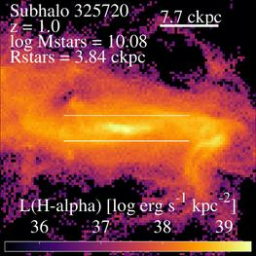 Subhalo 325720
z = 1.0
log Mstars = 10.08
Rstars = 3.84 ckpc
7.7 ckpc
L(H-alpha) [log erg s⁻¹ kpc⁻²]
36 37 38 39